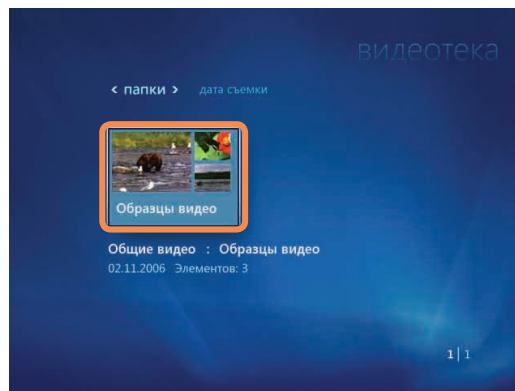 видеотека
< папки > дата съемки
Образцы видео
Общие видео : Образцы видео
02.11.2006 Элементов: 3
1 | 1